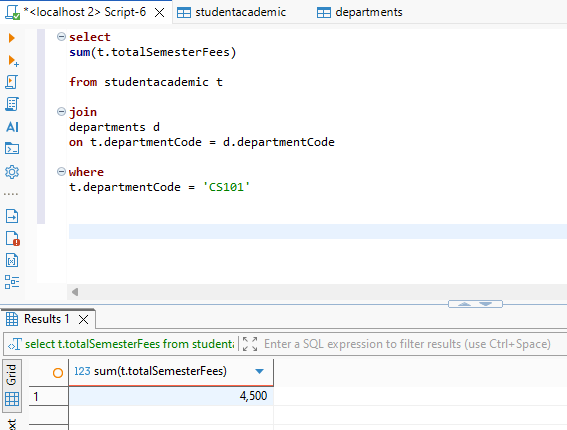 *<localhost 2> Script-6
studentacademic
departments
select
sum(t.totalSemesterFees)
from studentacademic t
join
departments d
on t.departmentCode = d.departmentCode
where
t.departmentCode = 'CS101'
AI
Results 1
select t.totalSemesterFees from studenta
Enter a SQL expression to filter results (use Ctrl+Space)
Grid
123 sum(t.totalSemesterFees)
1
4,500